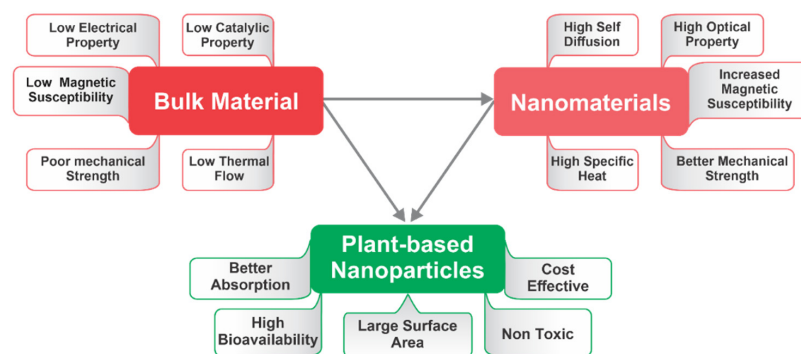 Low Electrical
Property
Low Catalylic
Property
Low  Magnetic
Susceptibility
Bulk Material
Poor mechanical
Strength
Low Thermal
Flow
High Self
Diffusion
High Optical
Property
Nanomaterials
Increased
Magnetic
Susceptibility
High Specific
Heat
Better Mechanical
Strength
Plant-based
Nanoparticles
Better
Absorption
Cost
Effective
High
Bioavailability
Large Surface
Area
Non Toxic